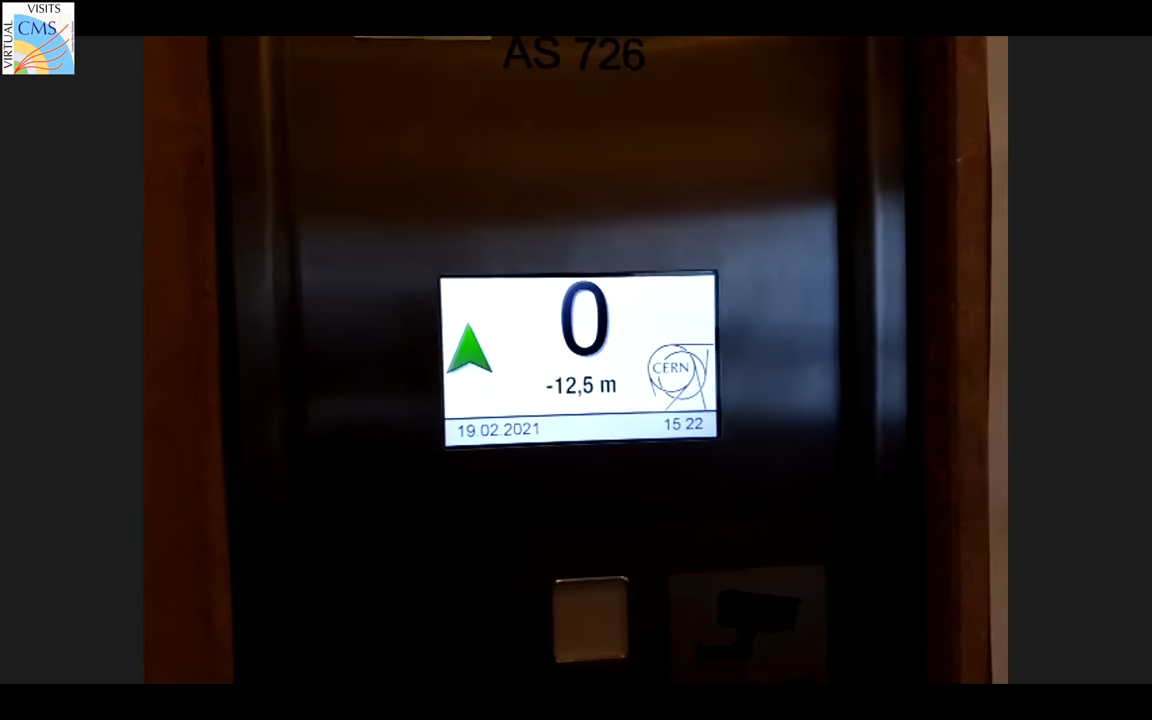 VISITS
VIRTUAL
CMS
AS 726
0
-12,5 m
CERN
19.02.2021
15 22